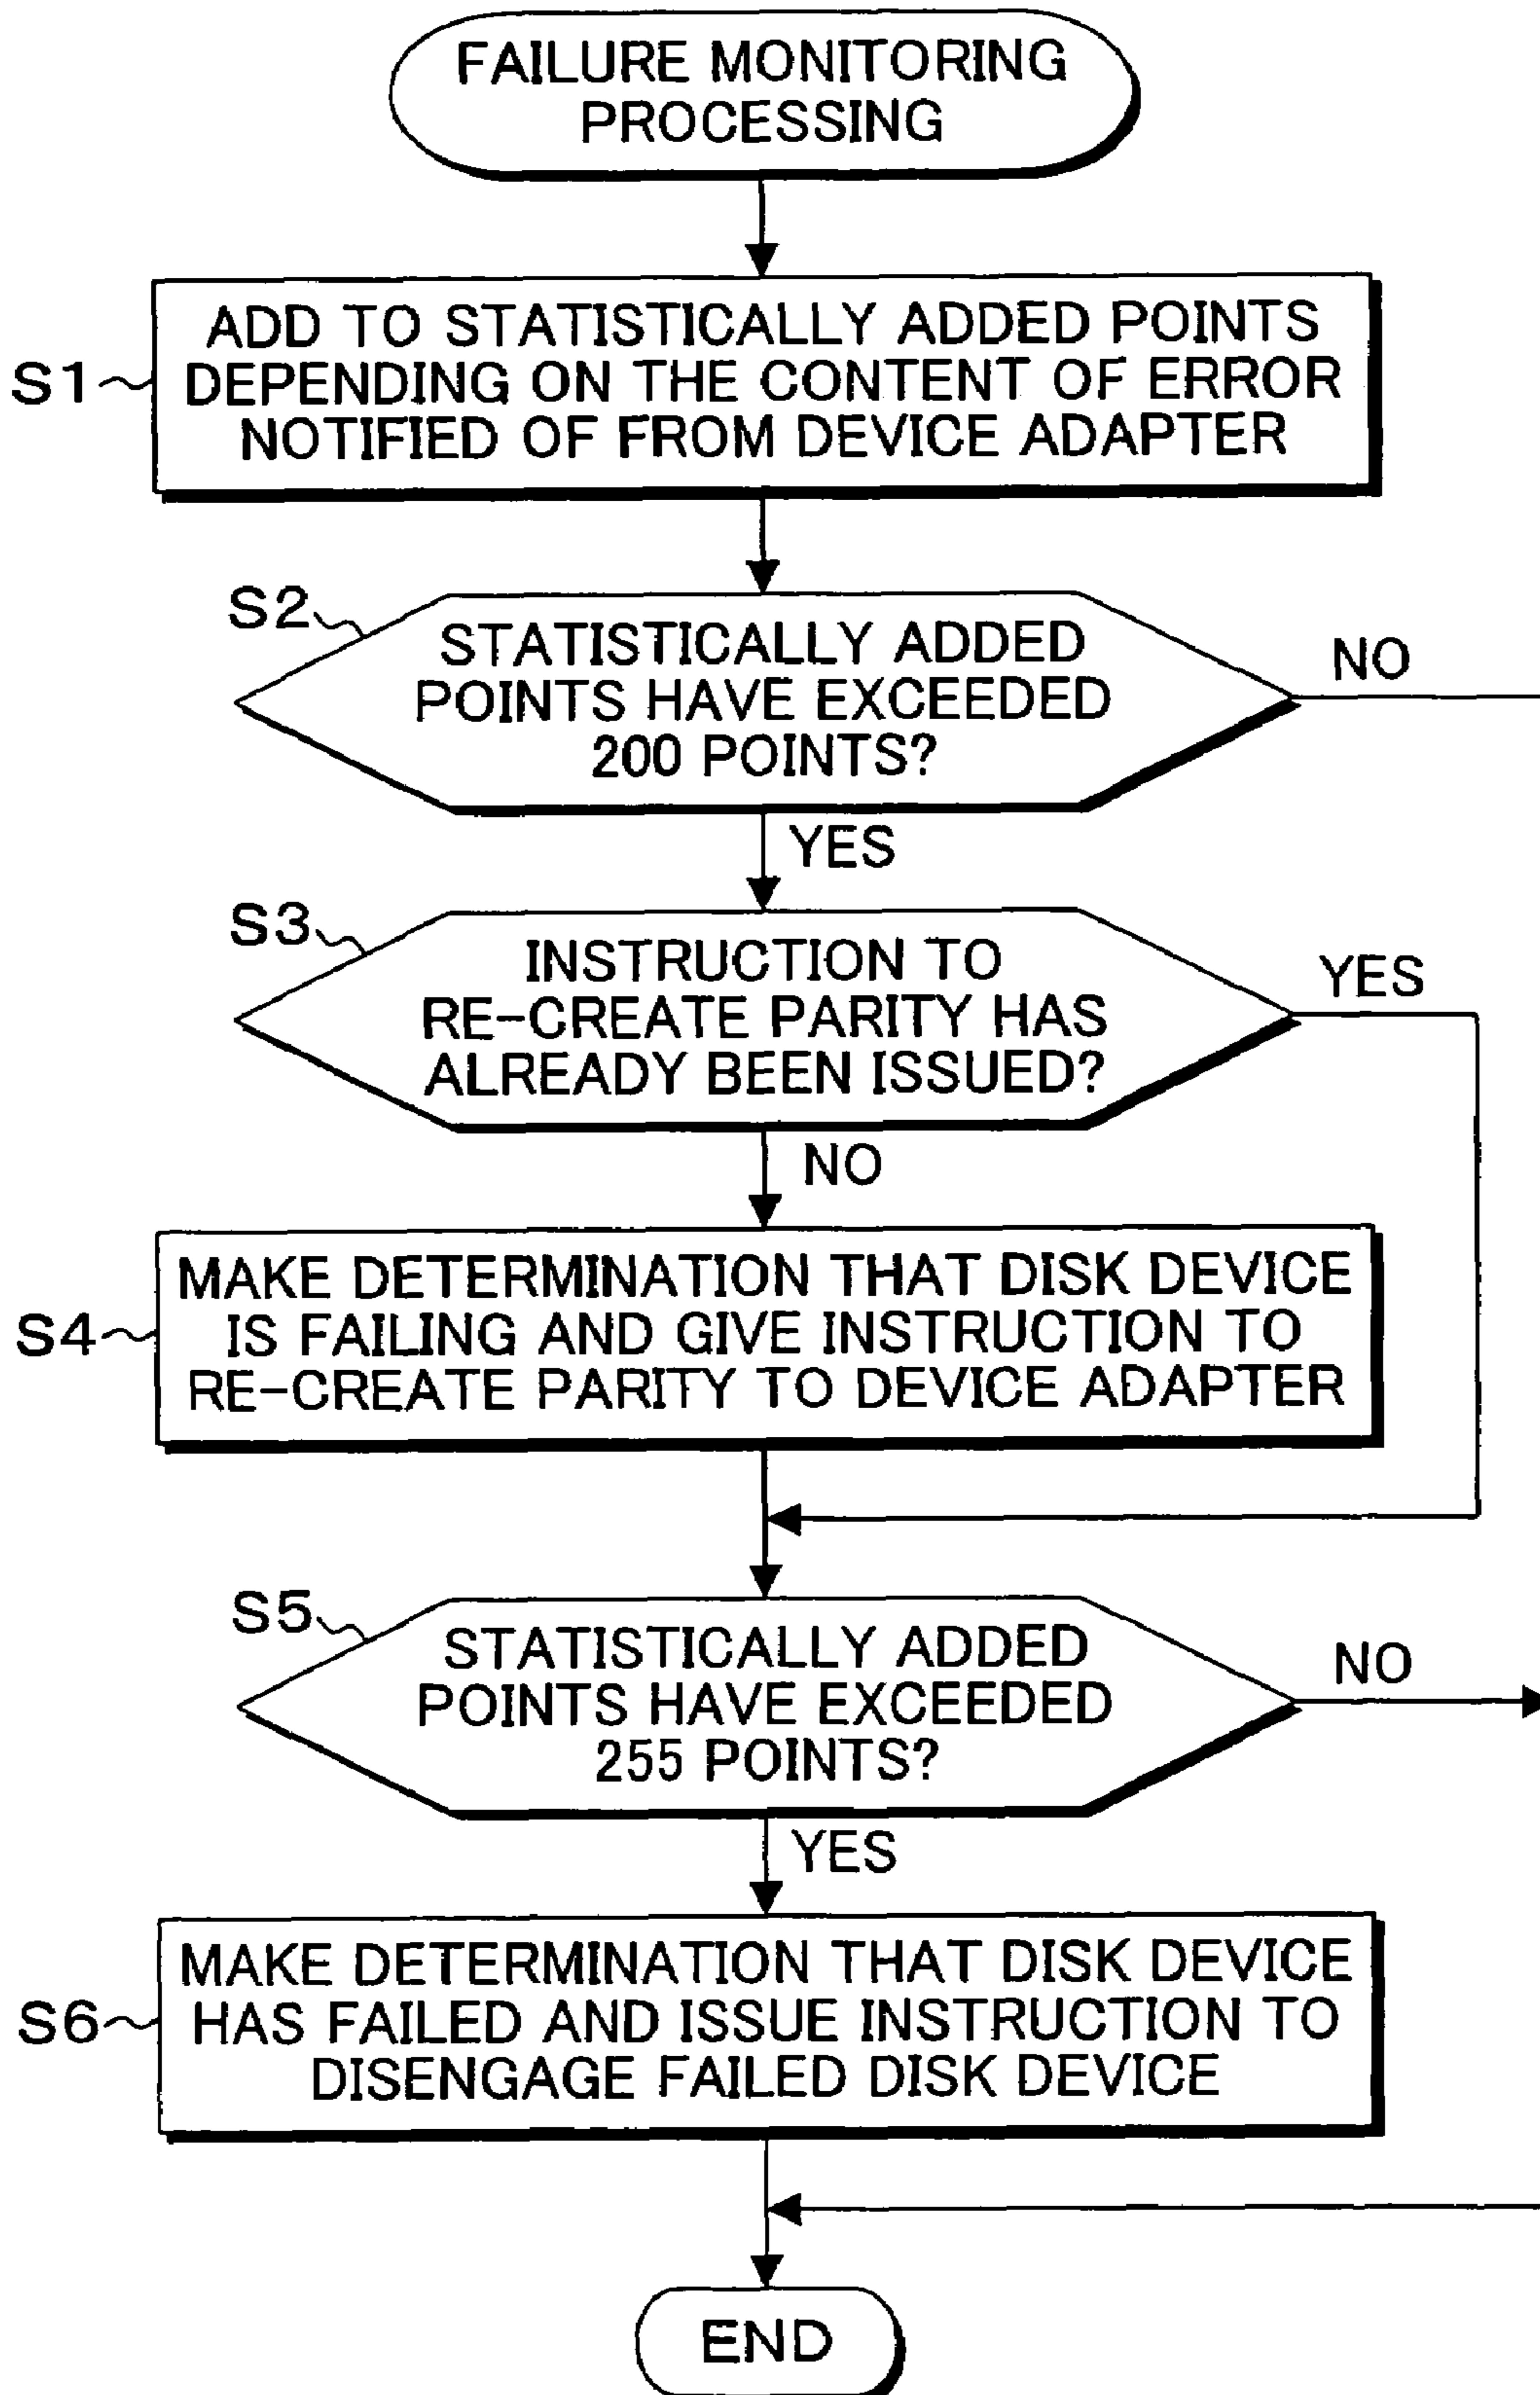 FAILURE MONITORING
PROCESSING
S1
ADD TO STATISTICALLY ADDED POINTS
DEPENDING ON THE CONTENT OF ERROR
NOTIFIED OF FROM DEVICE ADAPTER
S2
STATISTICALLY ADDED
POINTS HAVE EXCEEDED
200 POINTS?
NO
YES
S3
INSTRUCTION TO
RE-CREATE PARITY HAS
ALREADY BEEN ISSUED?
YES
NO
S4
MAKE DETERMINATION THAT DISK DEVICE
IS FAILING AND GIVE INSTRUCTION TO
RE-CREATE PARITY TO DEVICE ADAPTER
S5
STATISTICALLY ADDED
POINTS HAVE EXCEEDED
255 POINTS?
NO
YES
S6
MAKE DETERMINATION THAT DISK DEVICE
HAS FAILED AND ISSUE INSTRUCTION TO
DISENGAGE FAILED DISK DEVICE
END